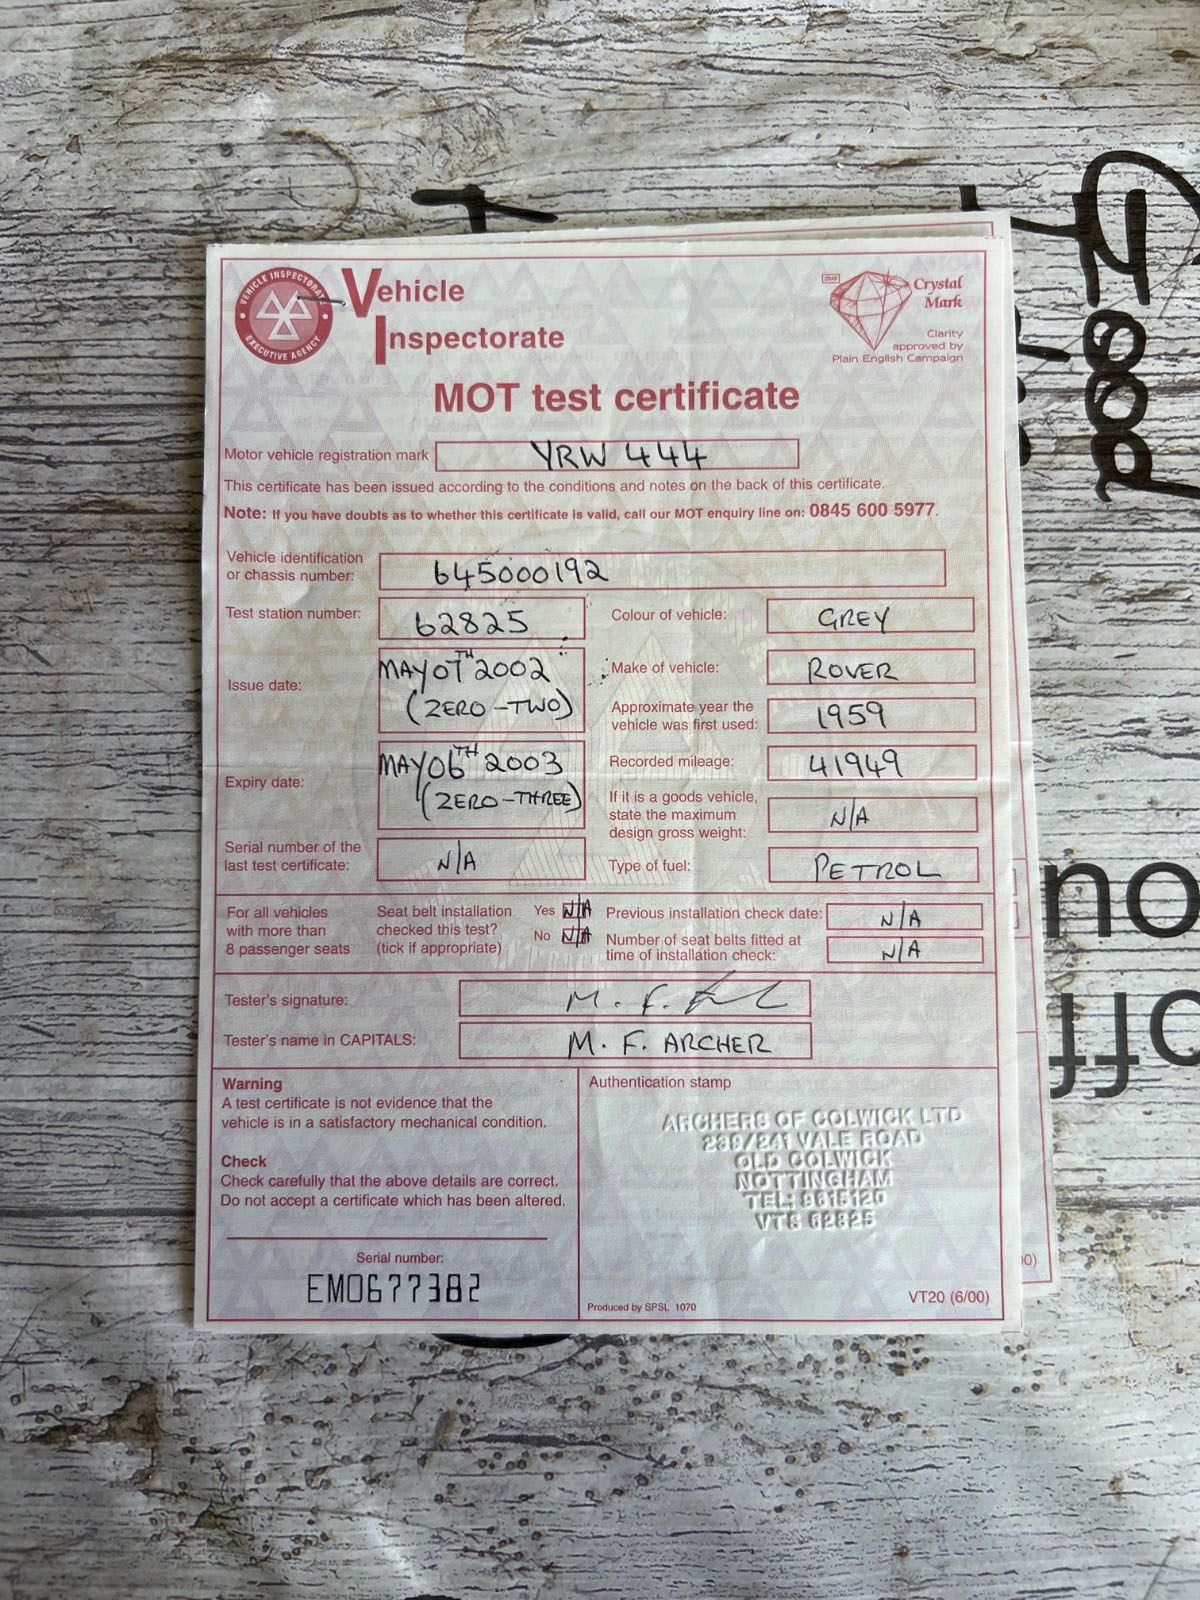 VEHICLE INSPECTORATE
EXECUTIVE AGENCY
Vehicle
Inspectorate
Crystal
Mark
Clarity
approved by
Plain English Campaign
MOT test certificate
Motor vehicle registration mark YRW 444
This certificate has been issued according to the conditions and notes on the back of this certificate.
Note: If you have doubts as to whether this certificate is valid, call our MOT enquiry line on: 0845 600 5977.
Vehicle identification
or chassis number: 645000192
Test station number: 62825
Colour of vehicle: GREY
Issue date: MAY 07TH 2002
(ZERO-TWO)
Make of vehicle: ROVER
Approximate year the
vehicle was first used: 1959
Expiry date: MAY 06TH 2003
(ZERO-THREE)
Recorded mileage: 41949
If it is a goods vehicle,
state the maximum
design gross weight: N/A
Serial number of the
last test certificate: N/A
Type of fuel: PETROL
For all vehicles
with more than
8 passenger seats
Seat belt installation
checked this test?
(tick if appropriate)
Yes N/A
No N/A
Previous installation check date: N/A
Number of seat belts fitted at
time of installation check: N/A
Tester's signature: M. F.
Tester's name in CAPITALS: M. F. ARCHER
Warning
A test certificate is not evidence that the
vehicle is in a satisfactory mechanical condition.
Check
Check carefully that the above details are correct.
Do not accept a certificate which has been altered.
Serial number:
EM0677382
Authentication stamp
ARCHERS OF COLWICK LTD
239/241 VALE ROAD
OLD COLWICK
NOTTINGHAM
TEL: 9615120
VTS 62825
Produced by SPSL 1070
VT20 (6/00)
00)
Good